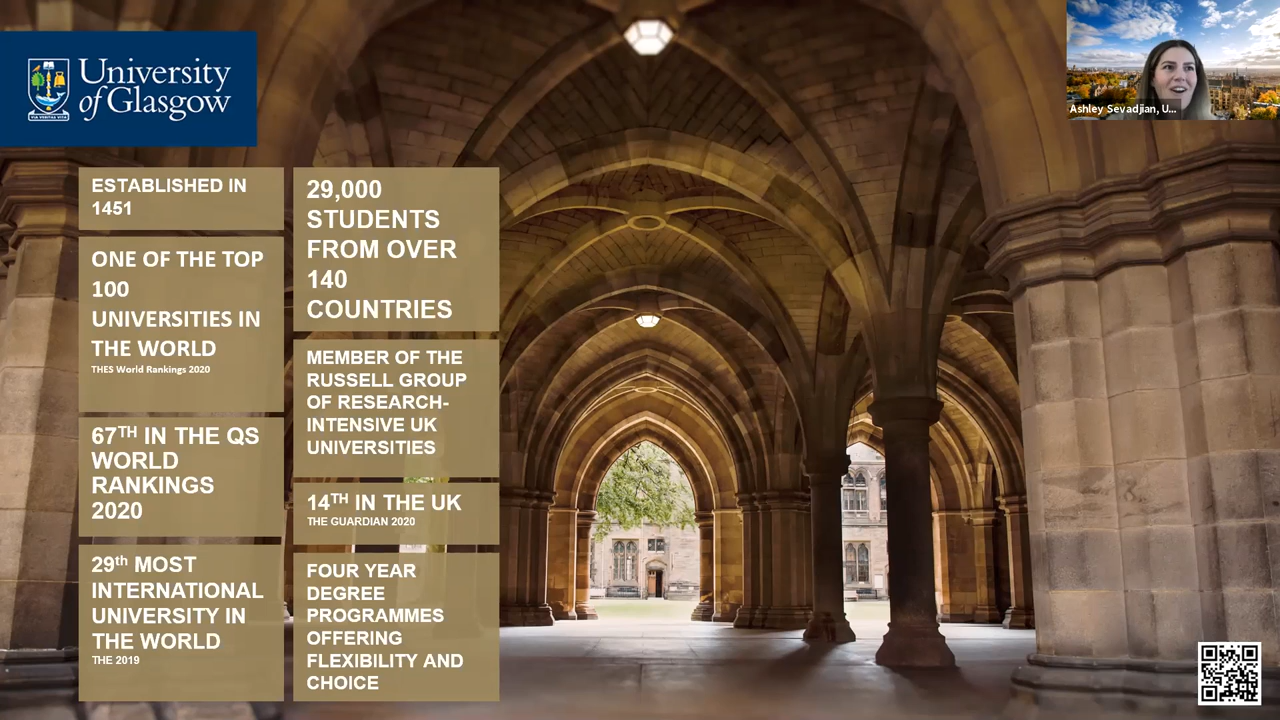 University
of Glasgow
VIA VERITAS VITA
Ashley Sevadjian, U...
ESTABLISHED IN
1451
ONE OF THE TOP
100
UNIVERSITIES IN
THE WORLD
THES World Rankings 2020
67TH IN THE QS
WORLD
RANKINGS
2020
29th MOST
INTERNATIONAL
UNIVERSITY IN
THE WORLD
THE 2019
29,000
STUDENTS
FROM OVER
140
COUNTRIES
MEMBER OF THE
RUSSELL GROUP
OF RESEARCH-
INTENSIVE UK
UNIVERSITIES
14TH IN THE UK
THE GUARDIAN 2020
FOUR YEAR
DEGREE
PROGRAMMES
OFFERING
FLEXIBILITY AND
CHOICE